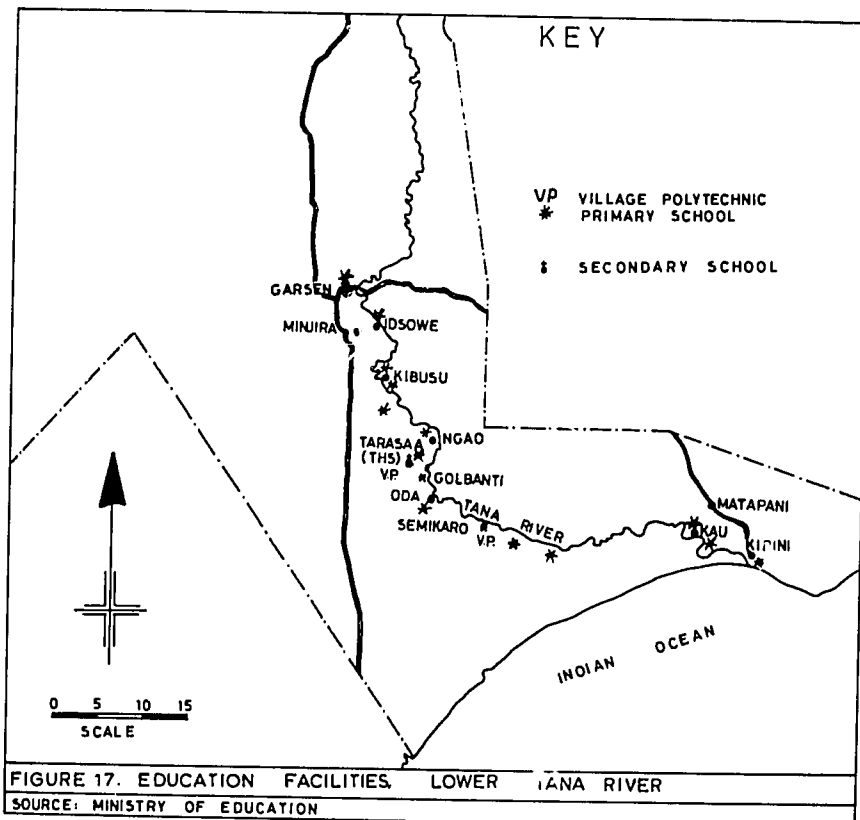 KEY
VP VILLAGE POLYTECHNIC
* PRIMARY SCHOOL
SECONDARY SCHOOL
GARSEN
MINJIRA
IDSOWE
KIBUSU
NGAO
TARASAA
(THS)
V.P.
GOLBANTI
ODA
SEMIKARO
TANA RIVER
V.P.
MATAPANI
KAU
KIPINI
INDIAN OCEAN
0 5 10 15
SCALE
FIGURE 17. EDUCATION FACILITIES, LOWER TANA RIVER
SOURCE: MINISTRY OF EDUCATION